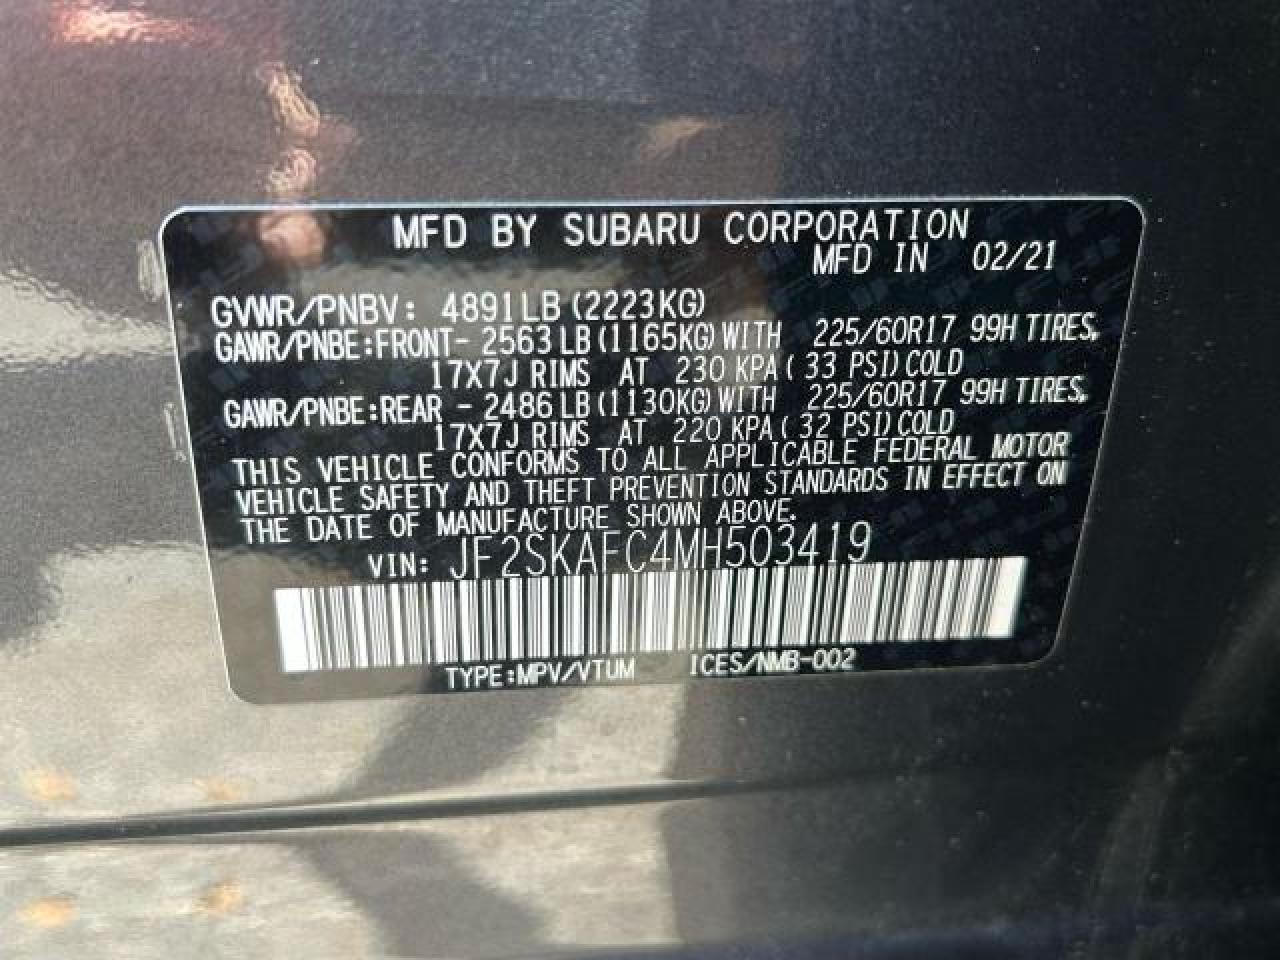 MFD BY SUBARU CORPORATION
MFD IN 02/21
GVWR/PNBV: 4891LB (2223KG)
GAWR/PNBE:FRONT- 2563LB (1165KG) WITH 225/60R17 99H TIRES,
17X7J RIMS AT 230 KPA ( 33 PSI) COLD
GAWR/PNBE:REAR - 2486LB (1130KG) WITH 225/60R17 99H TIRES,
17X7J RIMS AT 220 KPA ( 32 PSI) COLD
THIS VEHICLE CONFORMS TO ALL APPLICABLE FEDERAL MOTOR
VEHICLE SAFETY AND THEFT PREVENTION STANDARDS IN EFFECT ON
THE DATE OF MANUFACTURE SHOWN ABOVE.
VIN: JF2SKAFC4MH503419
TYPE:MPV/VTUM ICES/NMB-002